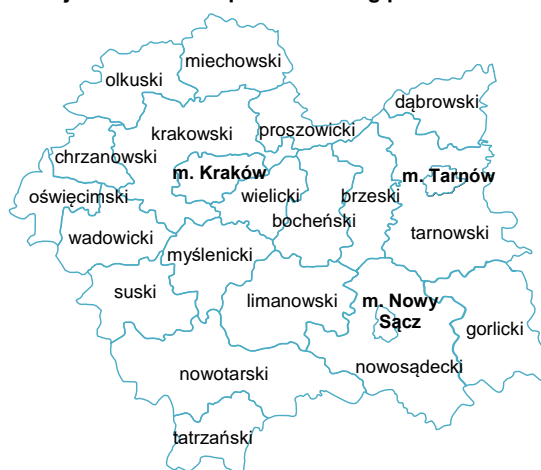 miechowski
olkuski
dąbrowski
krakowski
proszowicki
chrzanowski
m. Kraków
m. Tarnów
oświęcimski
wielicki
brzeski
bocheński
wadowicki
tarnowski
myślenicki
suski
limanowski
m. Nowy
Sącz
gorlicki
nowotarski
nowosądecki
tatrzański